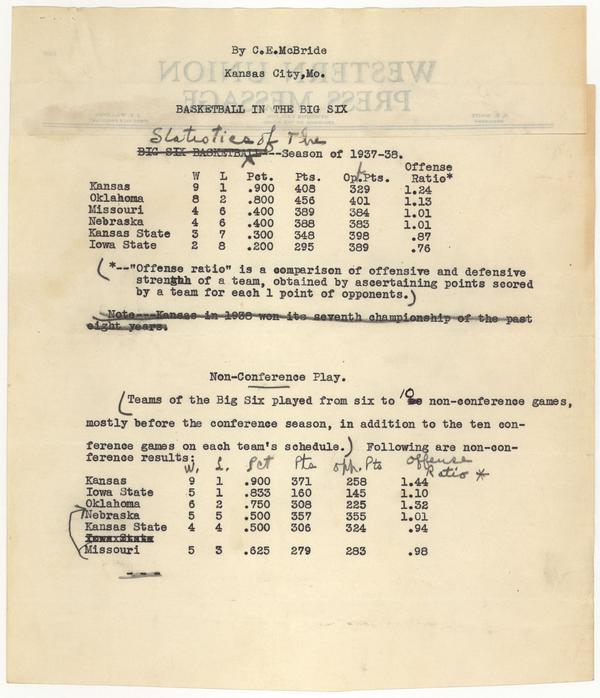 By C.E.McBride
Kansas City,Mo.
WESTERN UNION
PRESS MESSAGE
BASKETBALL IN THE BIG SIX
Statistics of The
BIG SIX BASKETBALL---Season of 1937-38.
W L Pct. Pts. Op.Pts. Offense Ratio*
Kansas 9 1 .900 408 329 1.24
Oklahoma 8 2 .800 456 401 1.13
Missouri 4 6 .400 389 384 1.01
Nebraska 4 6 .400 388 383 1.01
Kansas State 3 7 .300 348 398 .87
Iowa State 2 8 .200 295 389 .76
(*--"Offense ratio" is a comparison of offensive and defensive
strength of a team, obtained by ascertaining points scored
by a team for each 1 point of opponents.)
Note---Kansas in 1938 won its seventh championship of the past
eight years.
Non-Conference Play.
(Teams of the Big Six played from six to 10 non-conference games,
mostly before the conference season, in addition to the ten con-
ference games on each team's schedule.) Following are non-con-
ference results:
W. L. Pct Pts opp. Pts Offense Ratio *
Kansas 9 1 .900 371 258 1.44
Iowa State 5 1 .833 160 145 1.10
Oklahoma 6 2 .750 308 225 1.32
Nebraska 5 5 .500 357 355 1.01
Kansas State 4 4 .500 306 324 .94
Iowa State
Missouri 5 3 .625 279 283 .98